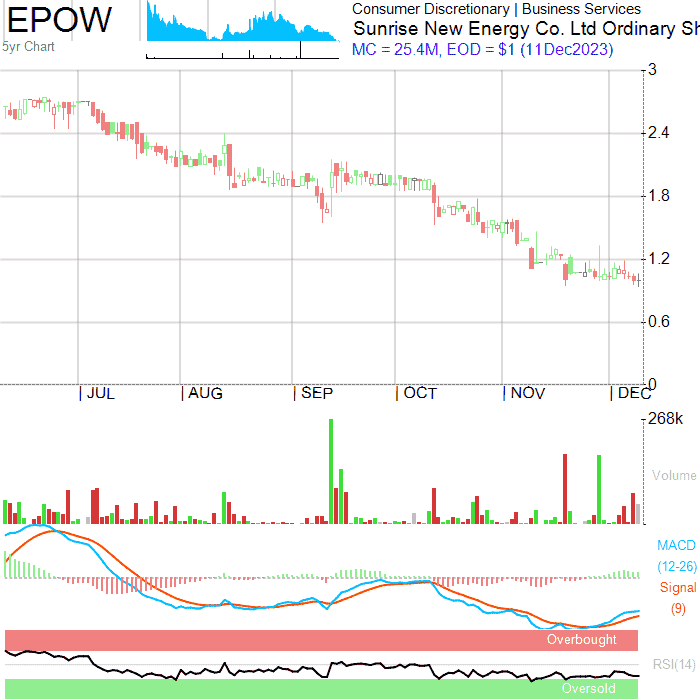 EPOW
5yr Chart
Consumer Discretionary | Business Services
Sunrise New Energy Co. Ltd Ordinary Sh
MC = 25.4M, EOD = $1 (11Dec2023)
3
2.4
1.8
1.2
0.6
0
| JUL | AUG | SEP | OCT | NOV | DEC
268k
Volume
MACD
(12-26)
Signal
(9)
Overbought
RSI(14)
Oversold